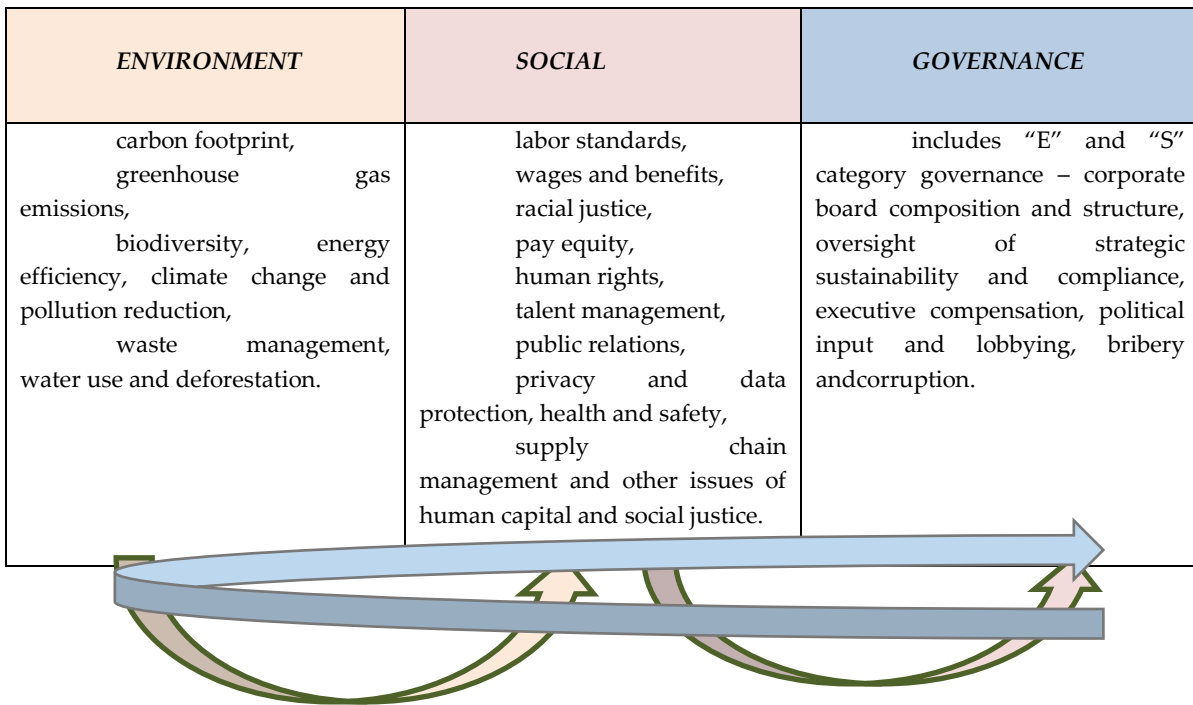 ENVIRONMENT
carbon footprint,
greenhouse gas
emissions,
biodiversity, energy
efficiency, climate change and
pollution reduction,
waste management,
water use and deforestation.
SOCIAL
labor standards,
wages and benefits,
racial justice,
pay equity,
human rights,
talent management,
public relations,
privacy and data
protection, health and safety,
supply chain
management and other issues of
human capital and social justice.
GOVERNANCE
includes “E” and “S”
category governance – corporate
board composition and structure,
oversight of strategic
sustainability and compliance,
executive compensation, political
input and lobbying, bribery
andcorruption.